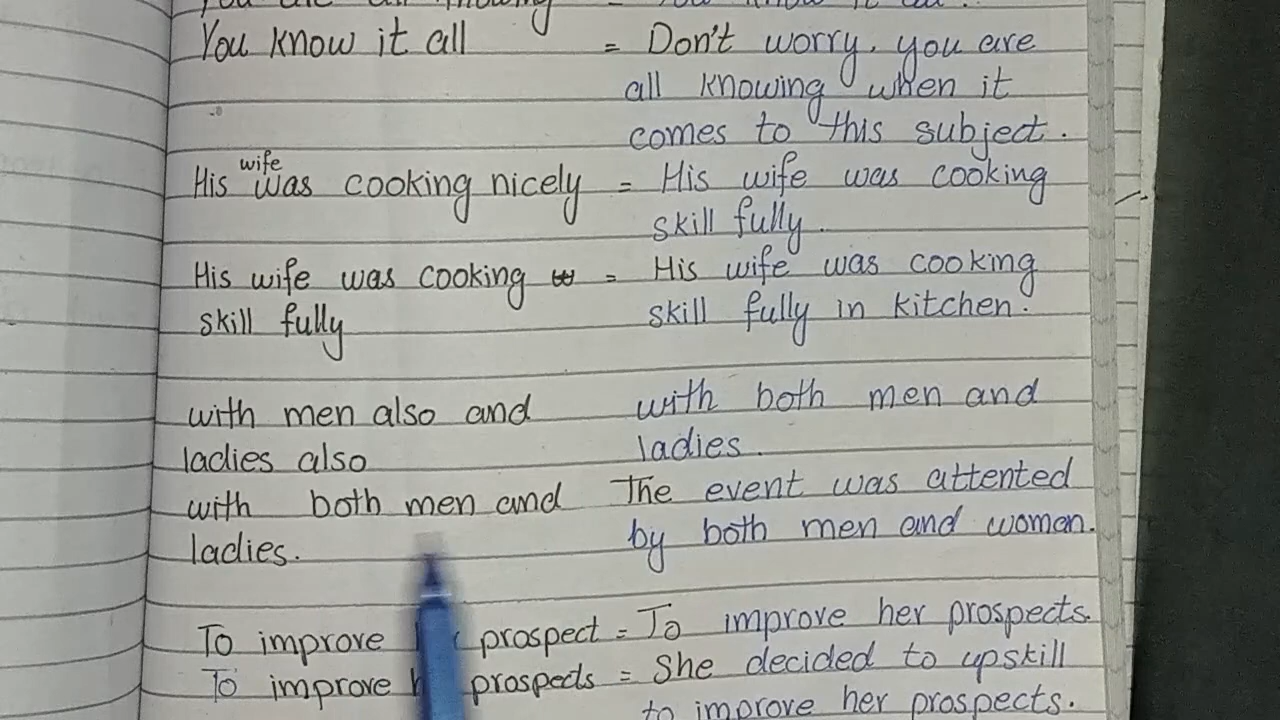 You know it all = Don't worry, you are
all knowing when it
comes to this subject.
wife
His was cooking nicely = His wife was cooking
skill fully.
His wife was cooking = His wife was cooking
skill fully skill fully in kitchen.
with men also and with both men and
ladies also ladies.
with both men and The event was attented
ladies. by both men and woman.
To improve prospect = To improve her prospects.
To improve prospects = She decided to upskill
to improve her prospects.